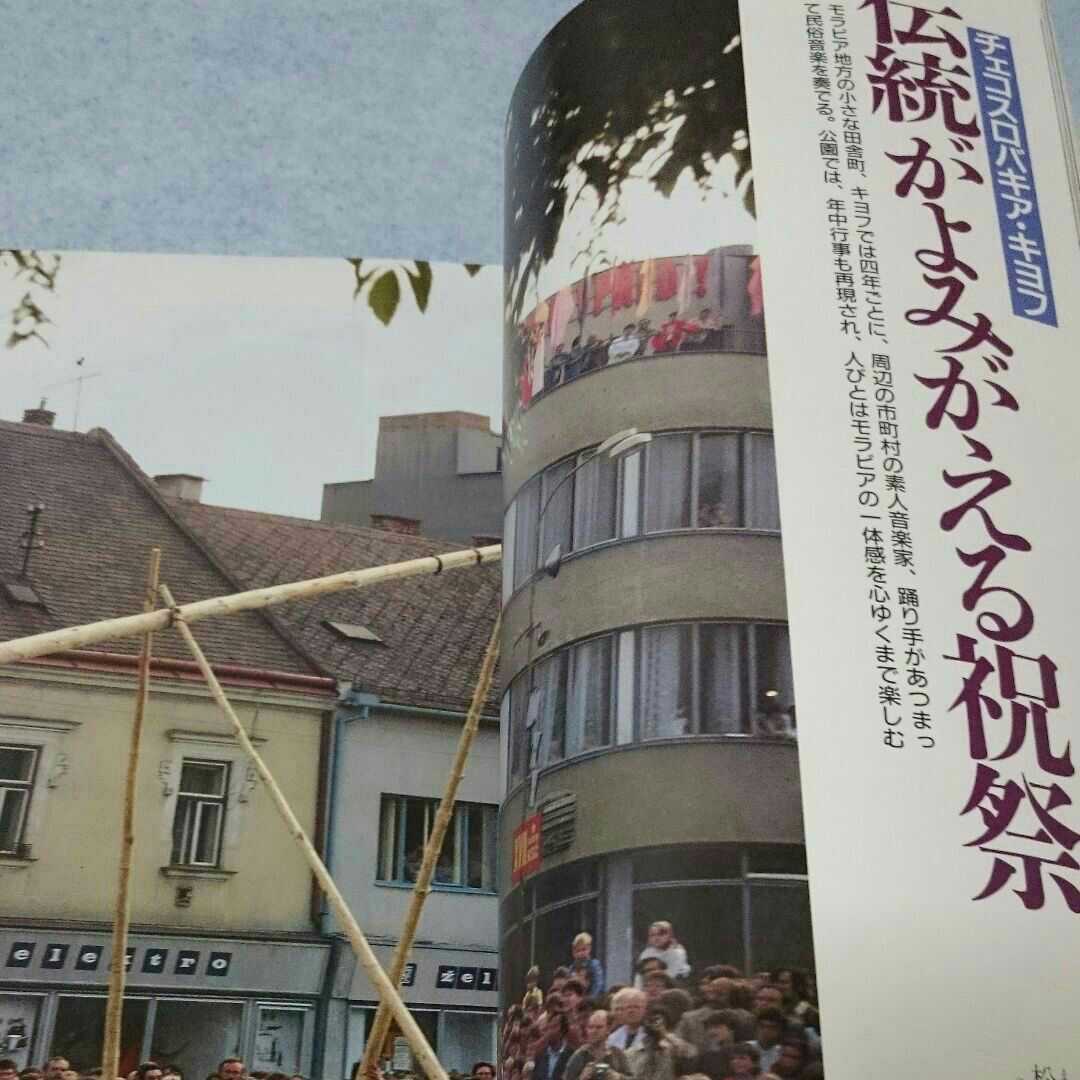 チェコスロバキア・キヨフ
伝統がよみがえる祝祭
モラビア地方の小さな田舎町、キヨフでは四年ごとに、周辺の市町村の素人音楽家、踊り手があつまっ
て民俗音楽を奏でる。公園では、年中行事も再現され、人びとはモラビアの一体感を心ゆくまで楽しむ
elektro
žel